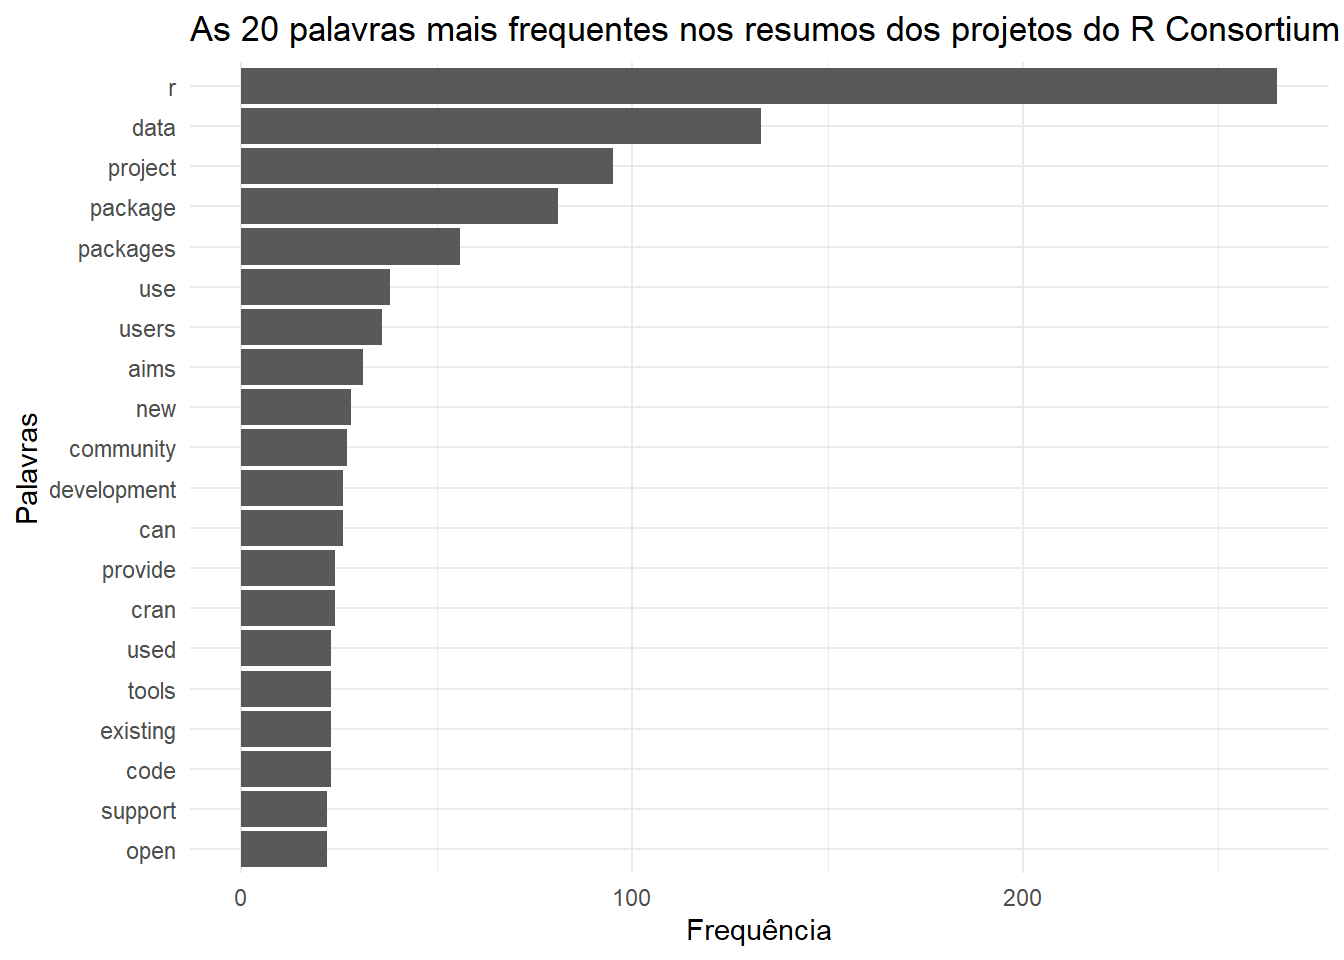 As 20 palavras mais frequentes nos resumos dos projetos do R Consortium
Palavras
r
data
project
package
packages
use
users
aims
new
community
development
can
provide
cran
used
tools
existing
code
support
open
0 100 200
Frequência